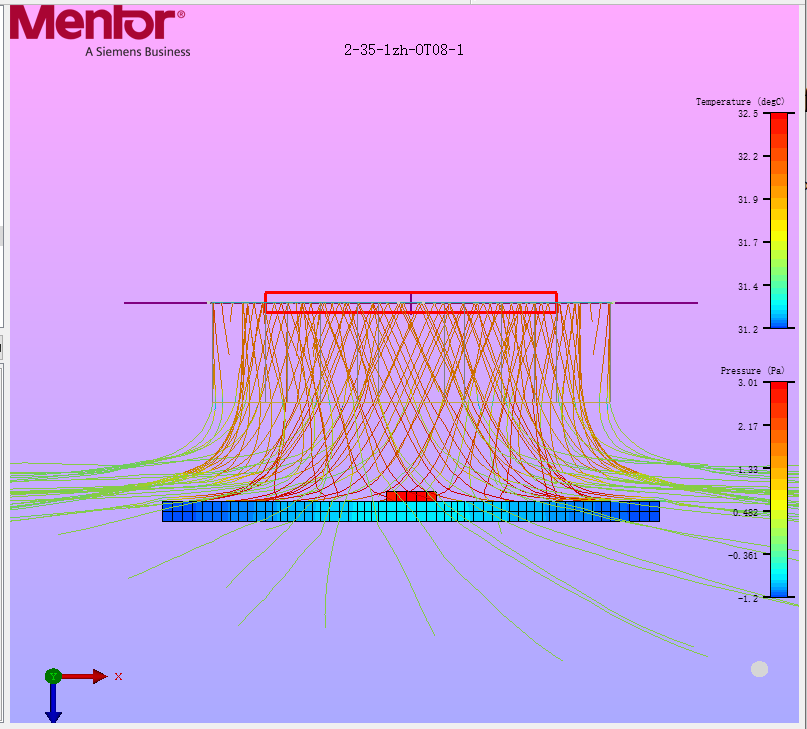 Mentor®
A Siemens Business
2-35-1zh-OT08-1
Temperature (degC)
32.5
32.2
31.9
31.7
31.4
31.2
Pressure (Pa)
3.01
2.17
1.33
0.482
-0.361
-1.2
Y
X